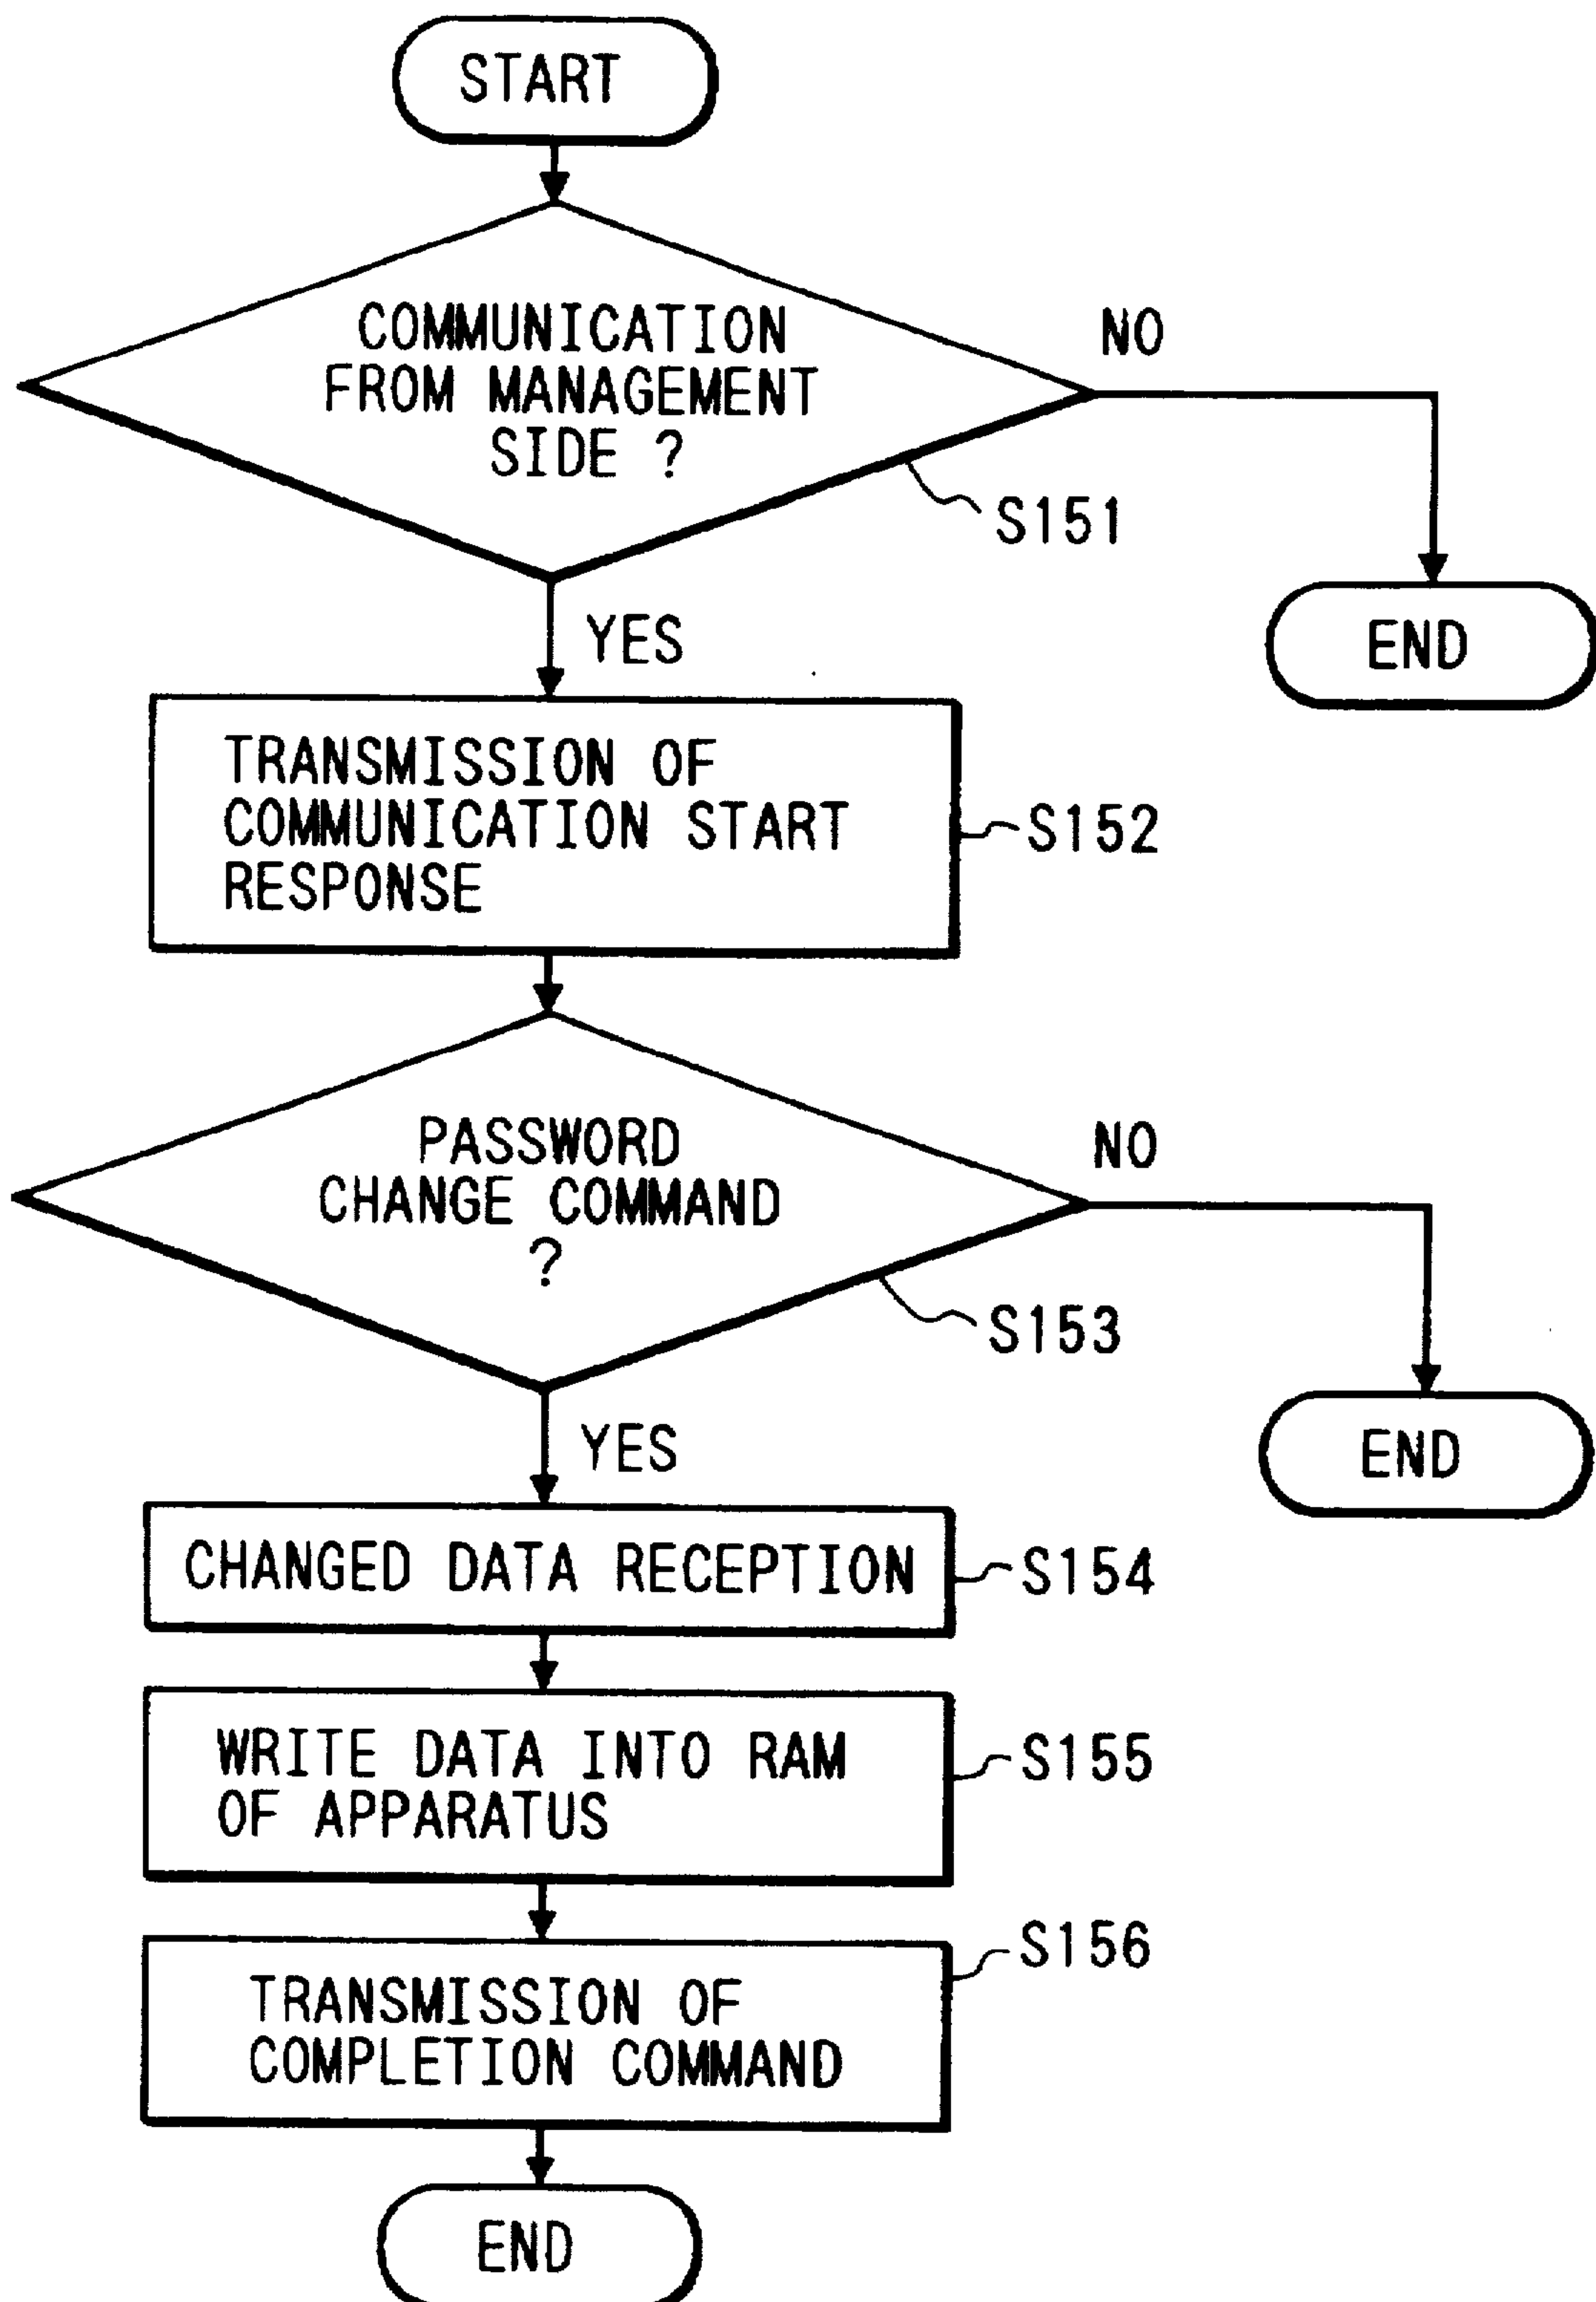 START
COMMUNICATION
FROM MANAGEMENT
SIDE ?
NO
S151
END
YES
TRANSMISSION OF
COMMUNICATION START
RESPONSE
S152
PASSWORD
CHANGE COMMAND
?
NO
S153
END
YES
CHANGED DATA RECEPTION
S154
WRITE DATA INTO RAM
OF APPARATUS
S155
S156
TRANSMISSION OF
COMPLETION COMMAND
END